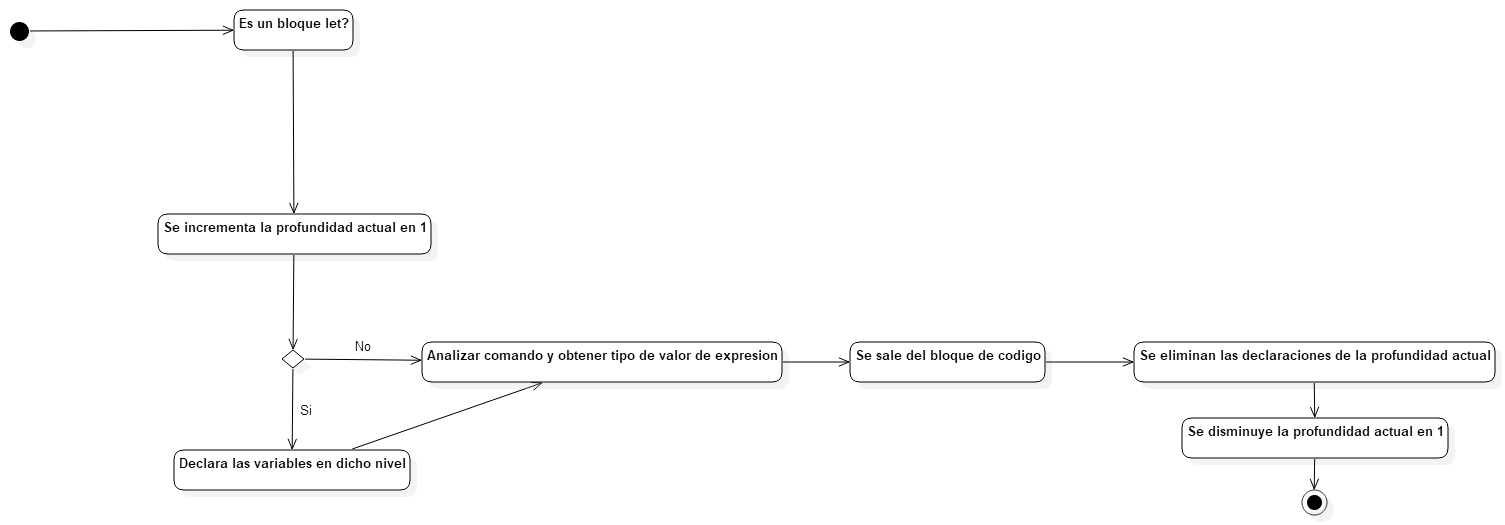 Es un bloque let?
Se incrementa la profundidad actual en 1
No
Analizar comando y obtener tipo de valor de expresion
Se sale del bloque de codigo
Se eliminan las declaraciones de la profundidad actual
Si
Se disminuye la profundidad actual en 1
Declara las variables en dicho nivel